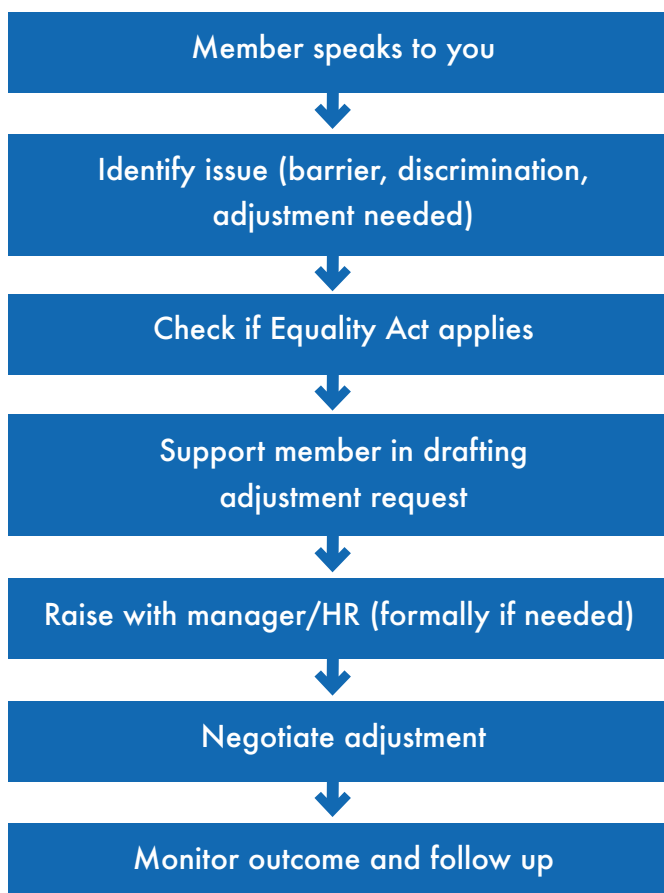 Member speaks to you
Identify issue (barrier, discrimination,
adjustment needed)
Check if Equality Act applies
Support member in drafting
adjustment request
Raise with manager/HR (formally if needed)
Negotiate adjustment
Monitor outcome and follow up